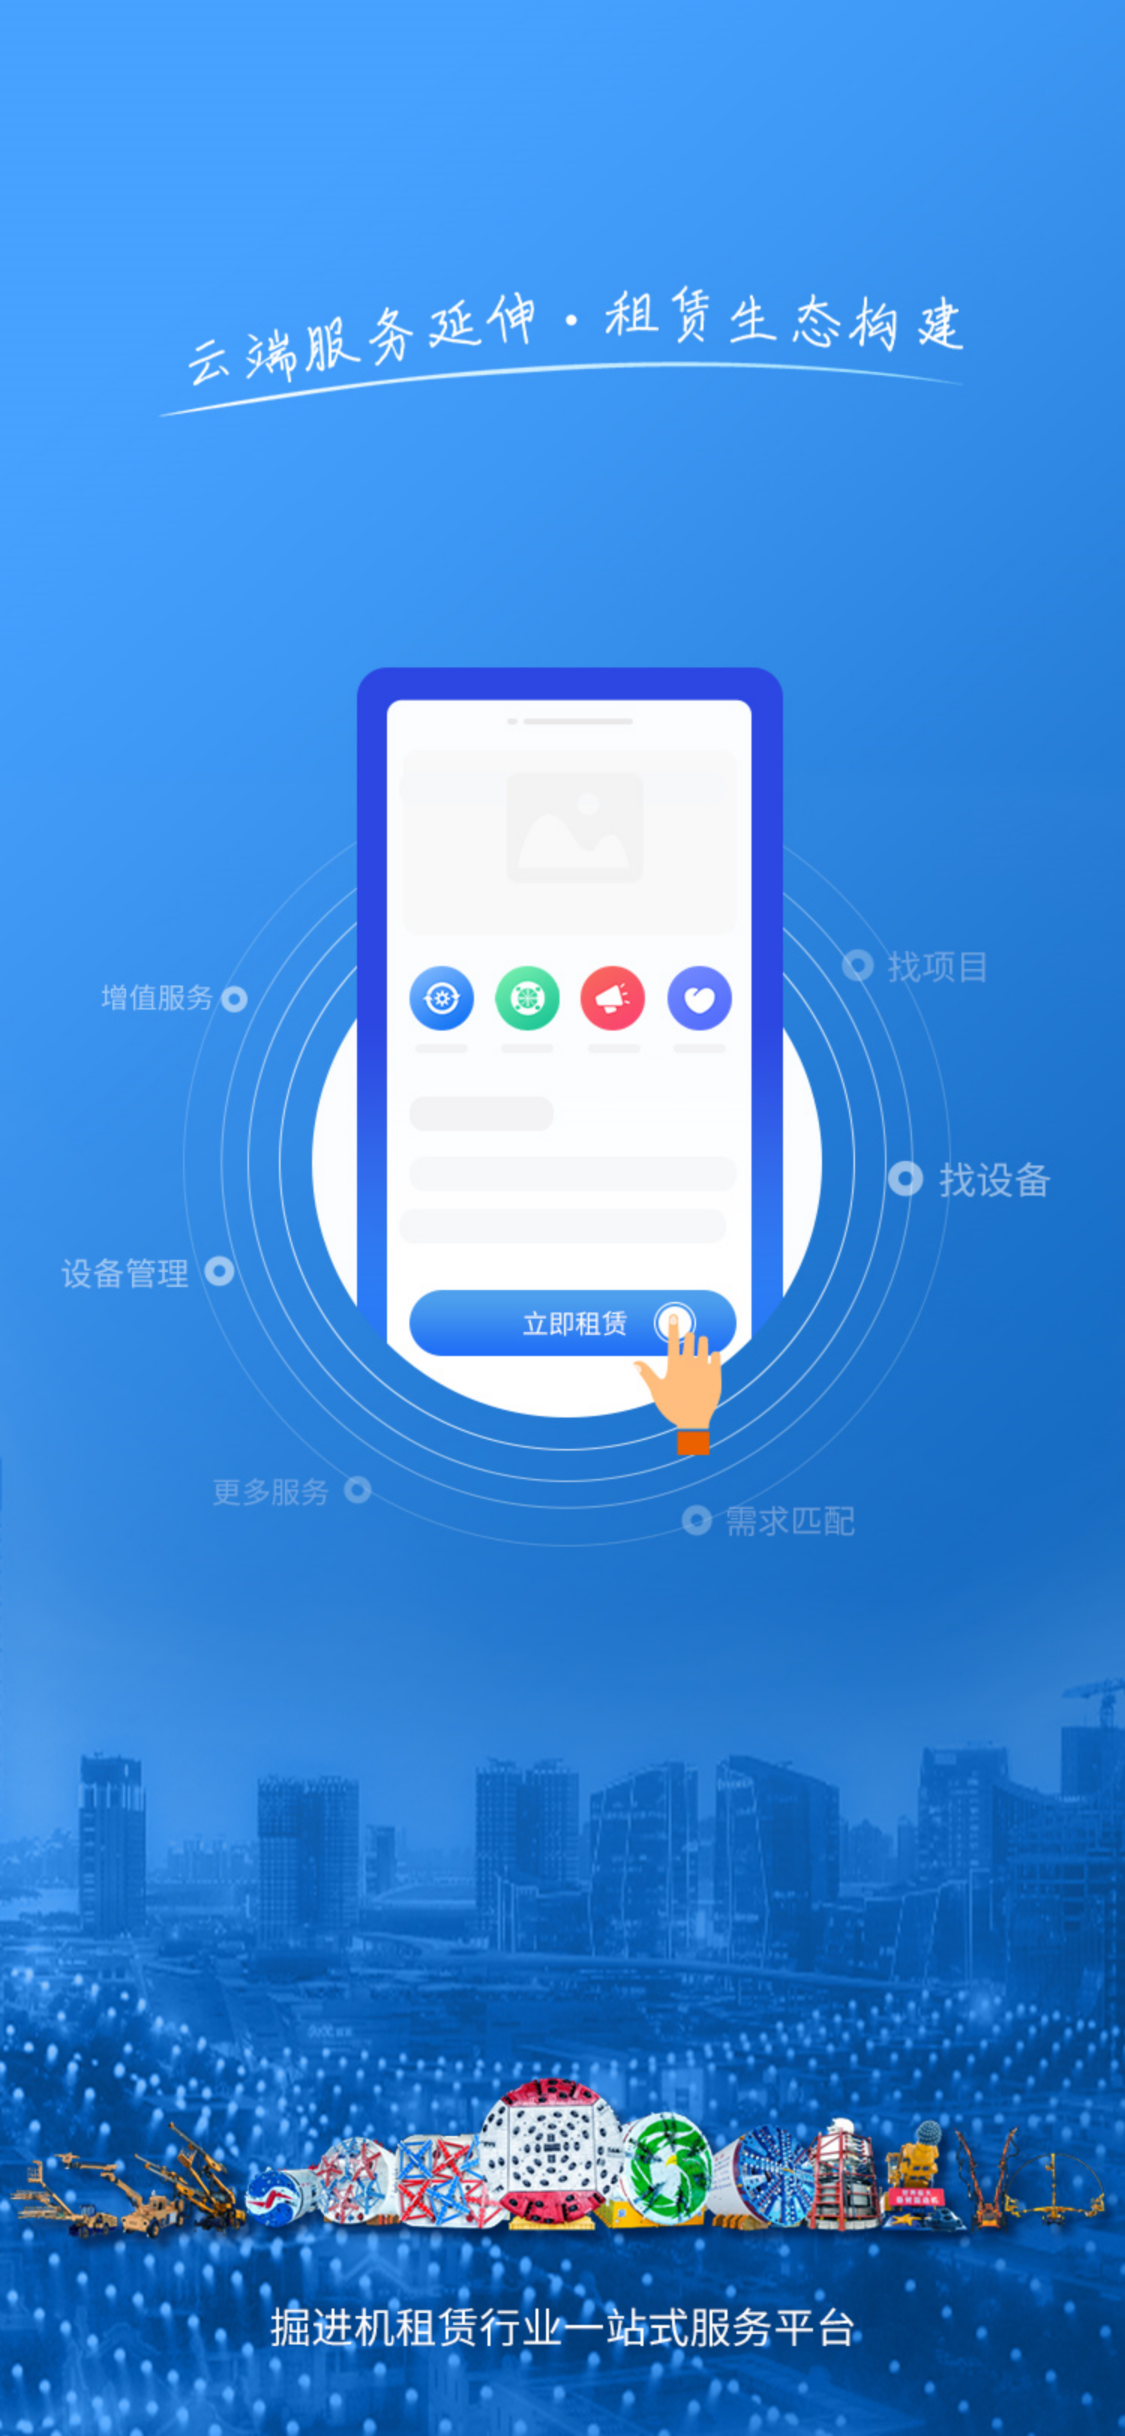 云端服务延伸·租赁生态构建
找项目
增值服务
找设备
设备管理
立即租赁
更多服务
需求匹配
掘进机租赁行业一站式服务平台